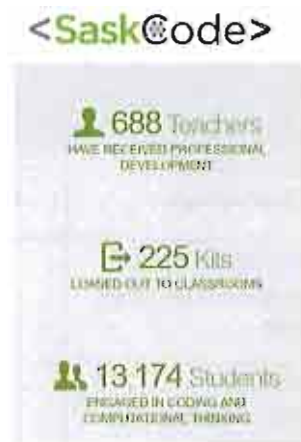 <SaskCode>
688 Teachers
HAVE RECEIVED PROFESSIONAL
DEVELOPMENT
225 Kits
LOANED OUT TO CLASSROOMS
13 174 Students
ENGAGED IN CODING AND
COMPUTATIONAL THINKING